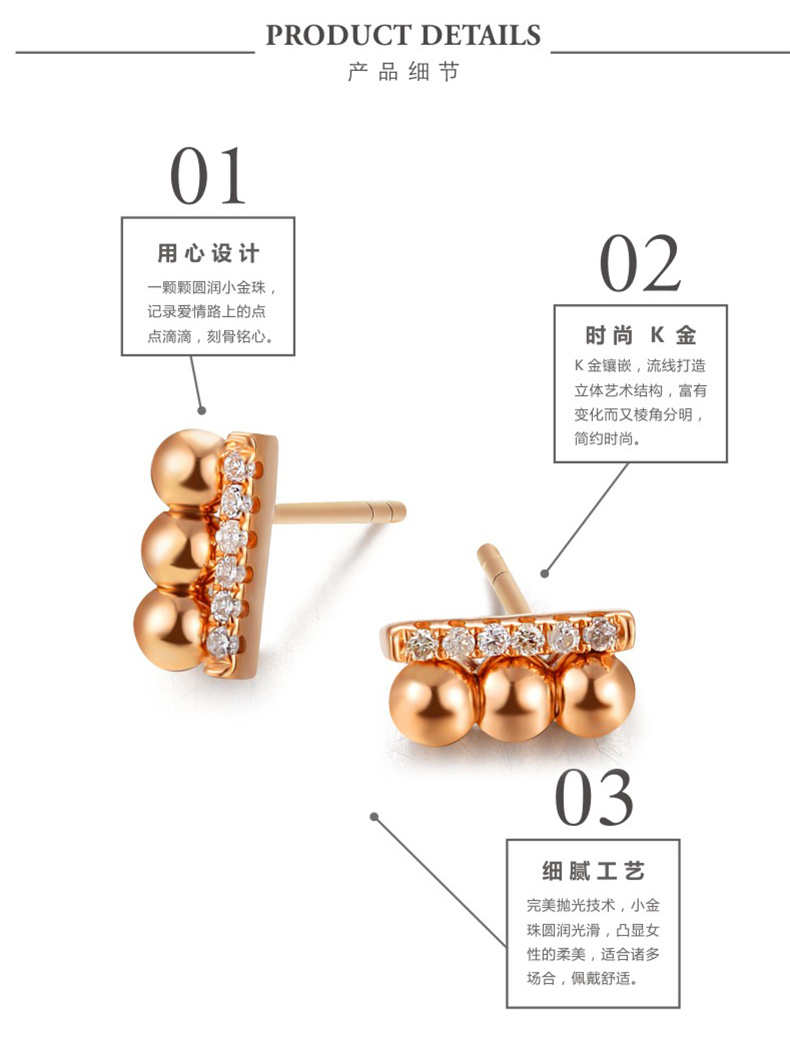 PRODUCT DETAILS
产品细节
01
用心设计
一颗颗圆润小金珠，
记录爱情路上的点
点滴滴，刻骨铭心。
02
时尚 K 金
K 金镶嵌，流线打造
立体艺术结构，富有
变化而又棱角分明，
简约时尚。
03
细腻工艺
完美抛光技术，小金
珠圆润光滑，凸显女
性的柔美，适合诸多
场合，佩戴舒适。